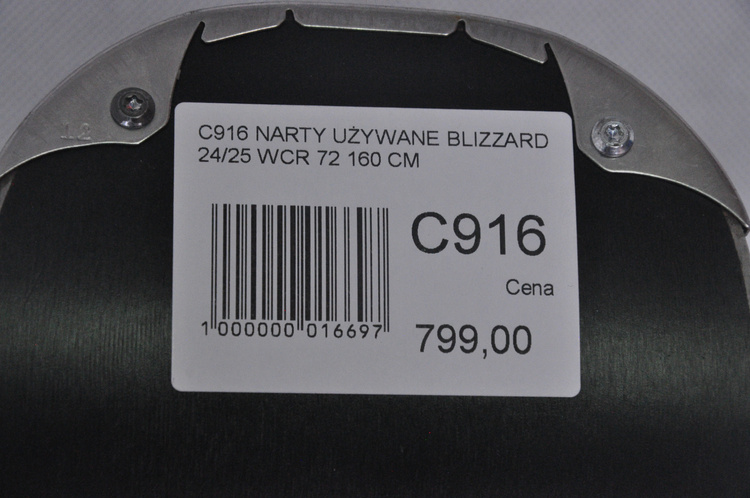 C916 NARTY UŻYWANE BLIZZARD
24/25 WCR 72 160 CM
C916
Cena
799,00
1 000000 016697